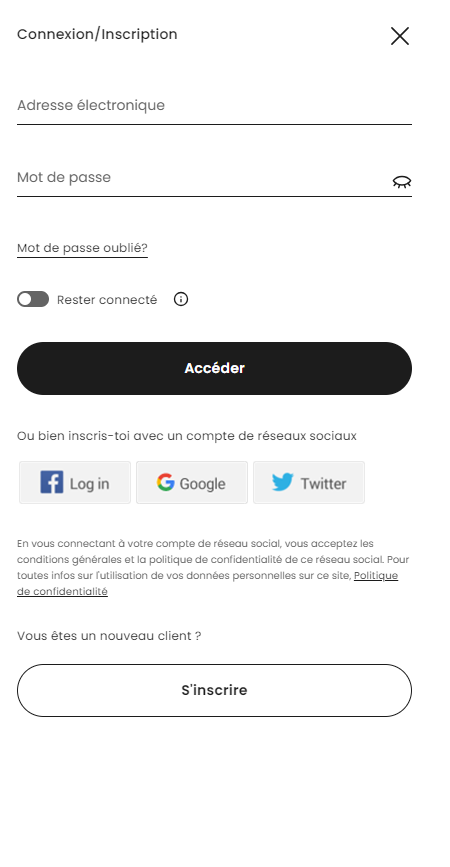 Connexion/Inscription
Adresse électronique
Mot de passe
Mot de passe oublié?
Rester connecté
Accéder
Ou bien inscris-toi avec un compte de réseaux sociaux
Log in Google Twitter
En vous connectant à votre compte de réseau social, vous acceptez les
conditions générales et la politique de confidentialité de ce réseau social. Pour
toutes infos sur l'utilisation de vos données personnelles sur ce site, Politique
de confidentialité
Vous êtes un nouveau client ?
S'inscrire